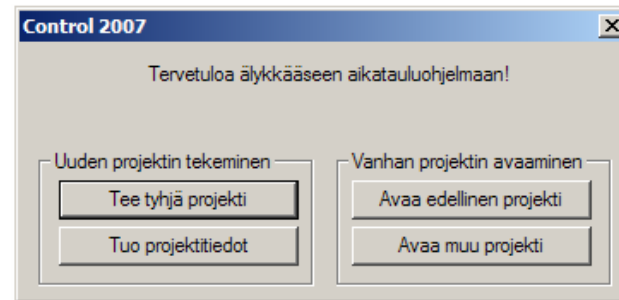 Control 2007
Tervetuloa älykkääseen aikatauluohjelmaan!
Uuden projektin tekeminen
Tee tyhjä projekti
Tuo projektitiedot
Vanhan projektin avaaminen
Avaa edellinen projekti
Avaa muu projekti